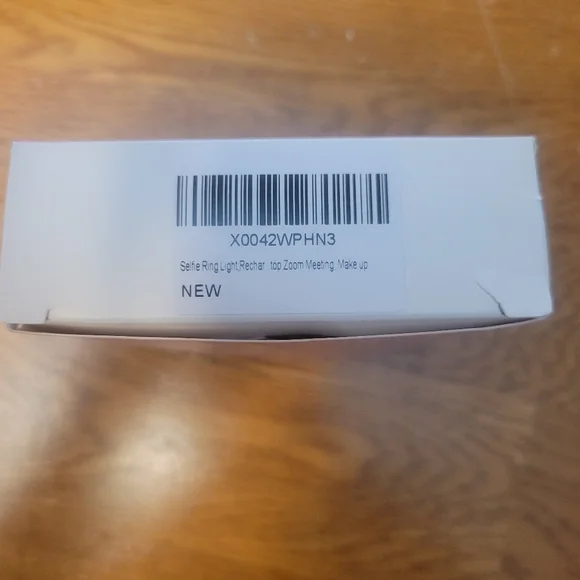 X0042WPHN3
Selfie Ring Light,Rechar...top Zoom Meeting, Make up
NEW